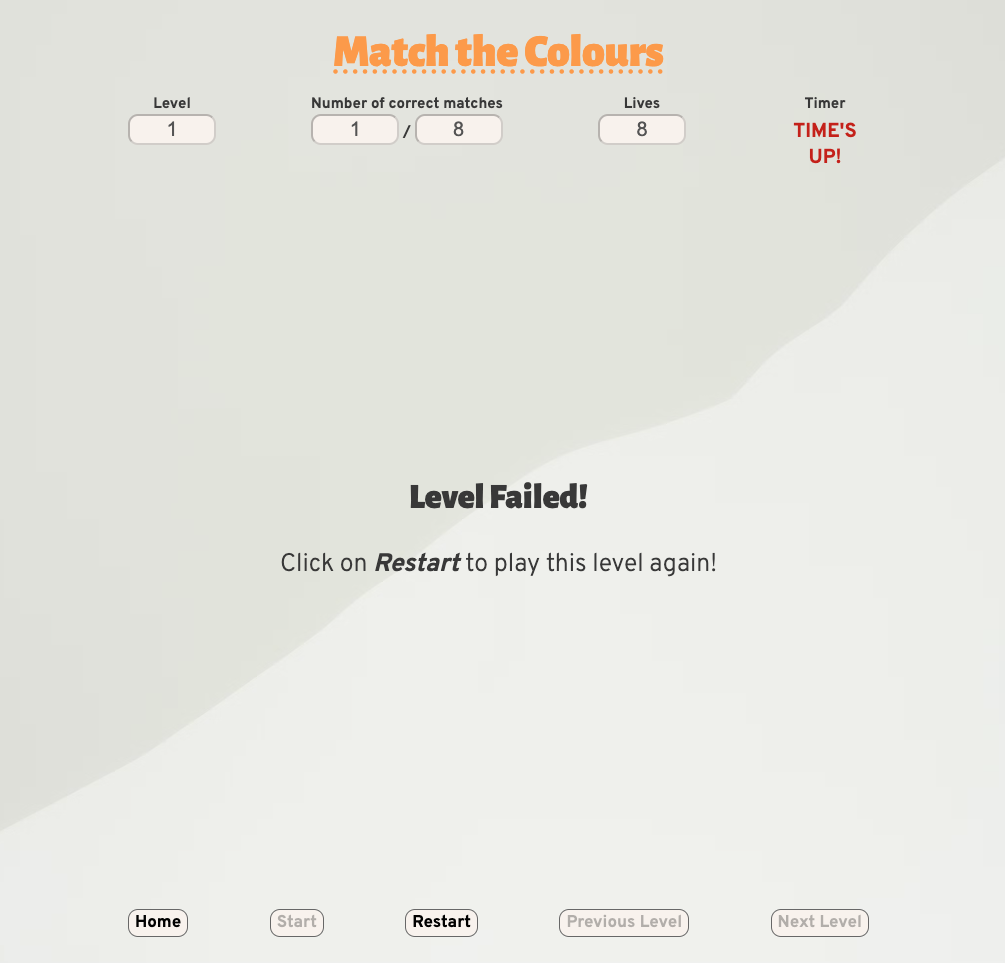 Match the Colours
Level
Number of correct matches
Lives
Timer
1
1 / 8
8
TIME'S
UP!
Level Failed!
Click on Restart to play this level again!
Home
Start
Restart
Previous Level
Next Level